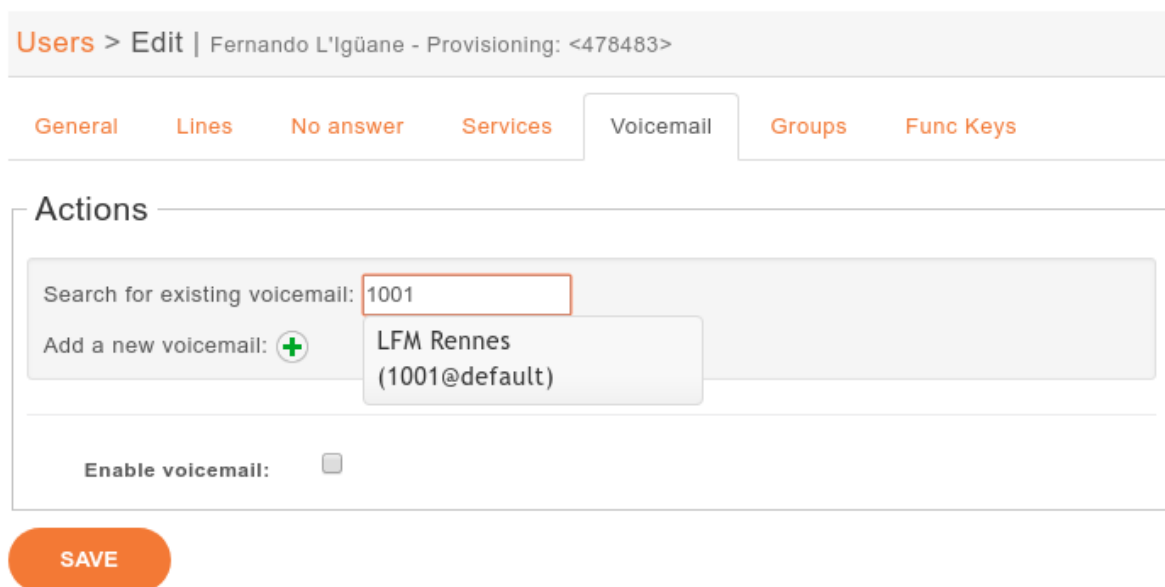 Users > Edit | Fernando L'Igüane - Provisioning: <478483>
General Lines No answer Services Voicemail Groups Func Keys
Actions
Search for existing voicemail: 1001
Add a new voicemail:
LFM Rennes
(1001@default)
Enable voicemail:
SAVE